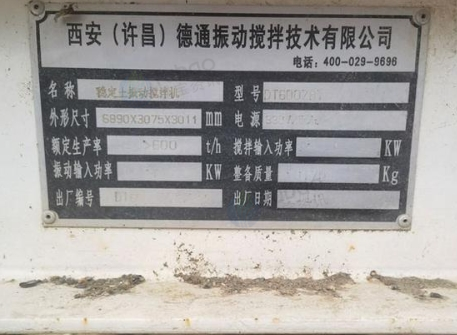 西安（许昌）德通振动搅拌技术有限公司
电话：400-029-9696
名称 稳定土振动搅拌机 型号
外形尺寸 6890X3075X3011 mm 电源
额定生产率 600 t/h 搅拌输入功率 KW
振动输入功率 KW 整备质量 Kg
出厂编号 出厂日期